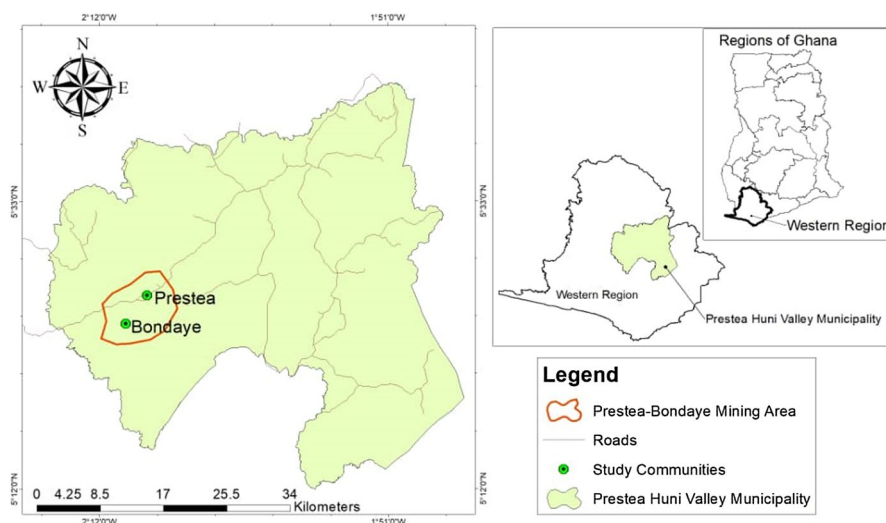 2°12'0"W
1°51'0"W
N
W
E
S
5°33'0"N
5°12'0"N
Prestea
Bondaye
0 4.25 8.5 17 25.5 34
Kilometers
2°12'0"W
1°51'0"W
Regions of Ghana
Western Region
5°33'0"N
5°12'0"N
Western Region
Prestea Huni Valley Municipality
Legend
Prestea-Bondaye Mining Area
Roads
Study Communities
Prestea Huni Valley Municipality